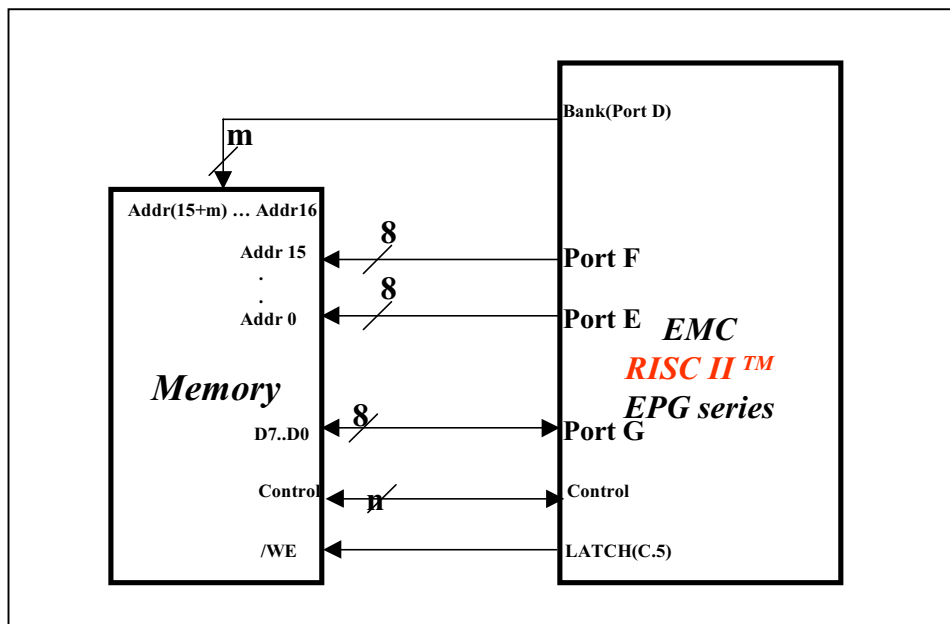 Bank(Port D)
m
Addr(15+m) … Addr16
Addr 15
8
Port F
.
.
Addr 0
8
Port E
EMC
RISC II TM
EPG series
Memory
D7..D0
8
Port G
Control
n
Control
/WE
LATCH(C.5)